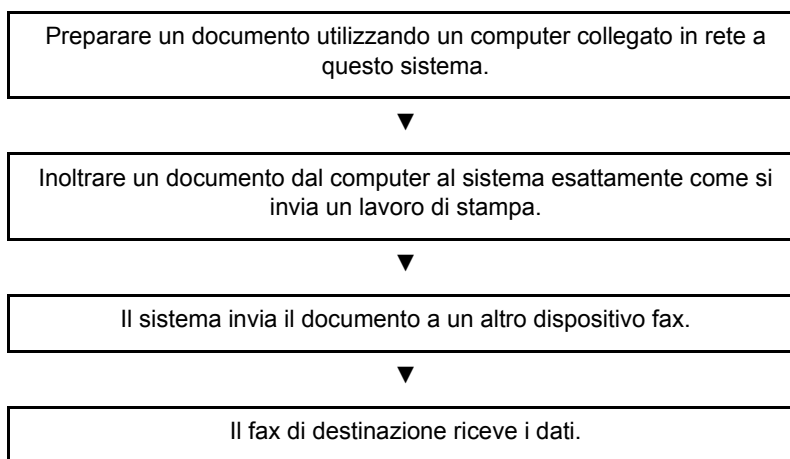 Preparare un documento utilizzando un computer collegato in rete a
questo sistema.
▼
Inoltrare un documento dal computer al sistema esattamente come si
invia un lavoro di stampa.
▼
Il sistema invia il documento a un altro dispositivo fax.
▼
Il fax di destinazione riceve i dati.